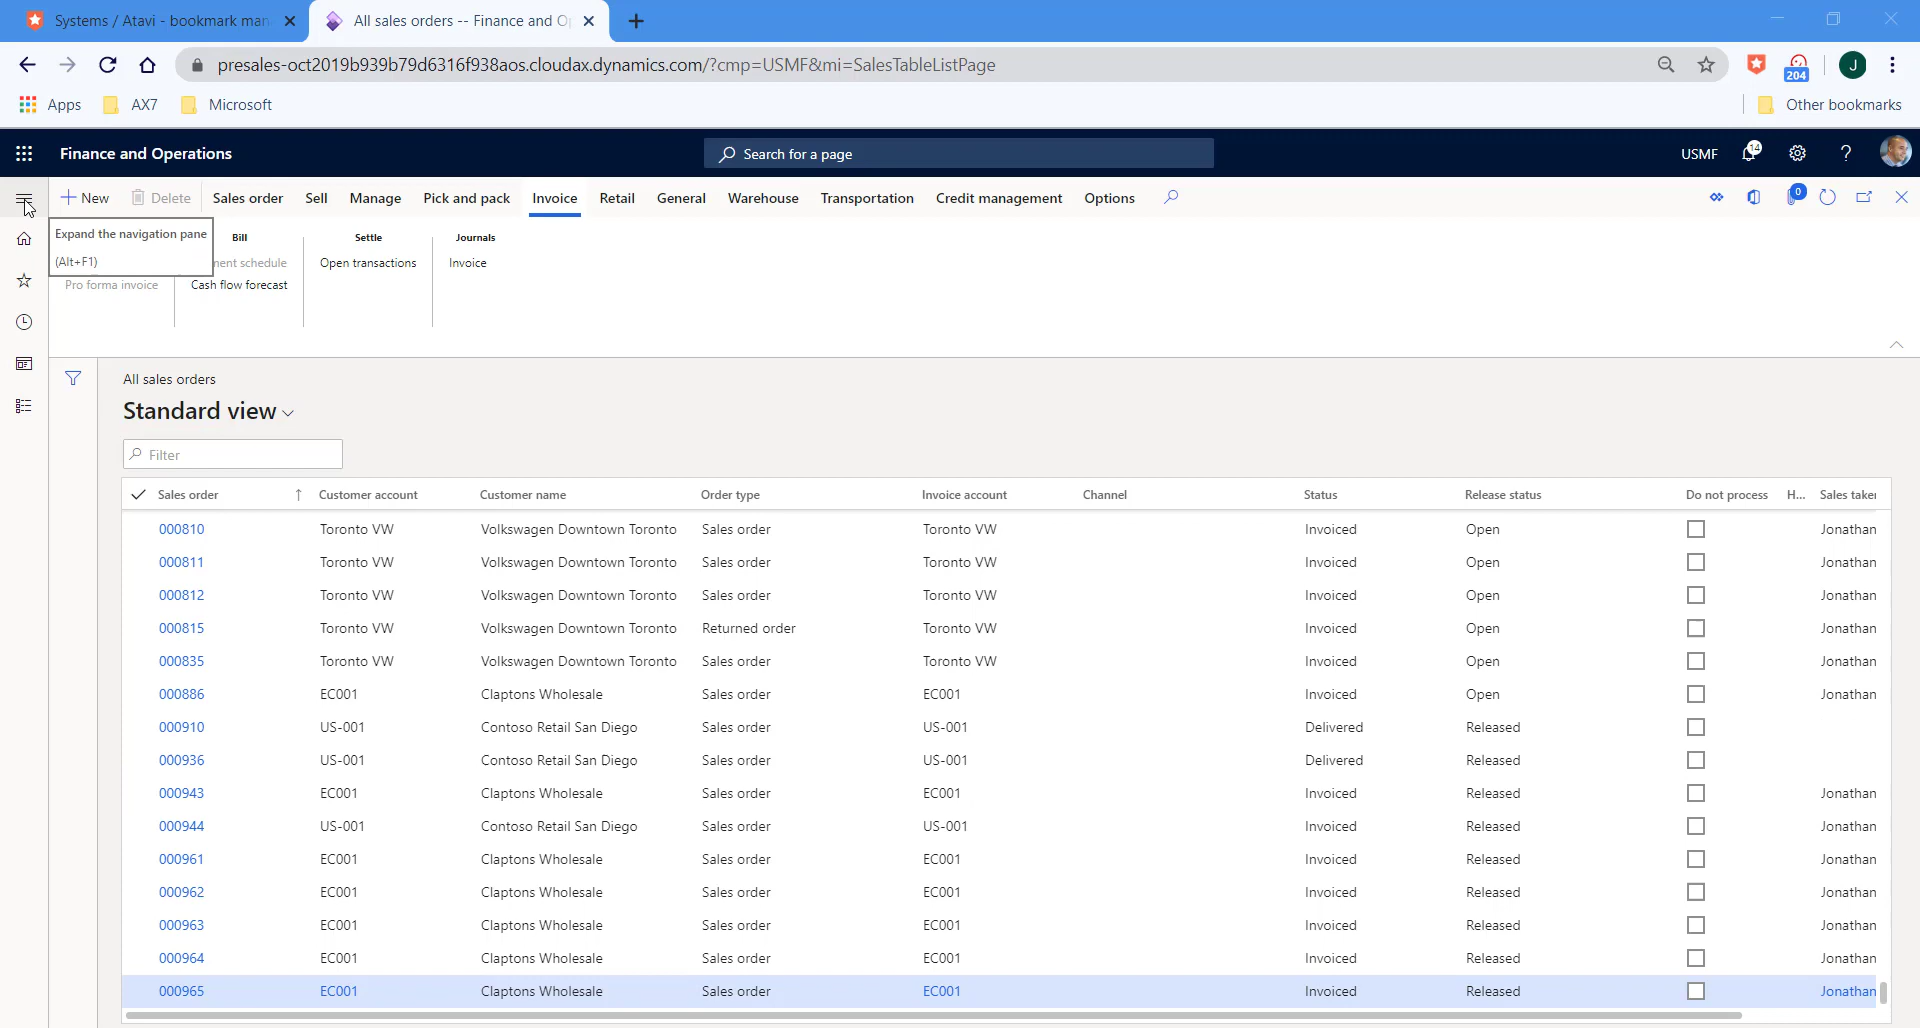 Systems / Atavi - bookmark man
All sales orders -- Finance and Op
presales-oct2019b939b79d6316f938aos.cloudax.dynamics.com/?cmp=USMF&mi=SalesTableListPage
204
J
Apps
AX7
Microsoft
Other bookmarks
Finance and Operations
Search for a page
USMF
14
?
New
Delete
Sales order
Sell
Manage
Pick and pack
Invoice
Retail
General
Warehouse
Transportation
Credit management
Options
0
Expand the navigation pane
(Alt+F1)
Bill
Settle
Journals
ment schedule
Open transactions
Invoice
Pro forma invoice
Cash flow forecast
All sales orders
Standard view
Filter
Sales order Customer account Customer name Order type Invoice account Channel Status Release status Do not process H... Sales taker
000810 Toronto VW Volkswagen Downtown Toronto Sales order Toronto VW Invoiced Open Jonathan
000811 Toronto VW Volkswagen Downtown Toronto Sales order Toronto VW Invoiced Open Jonathan
000812 Toronto VW Volkswagen Downtown Toronto Sales order Toronto VW Invoiced Open Jonathan
000815 Toronto VW Volkswagen Downtown Toronto Returned order Toronto VW Invoiced Open Jonathan
000835 Toronto VW Volkswagen Downtown Toronto Sales order Toronto VW Invoiced Open Jonathan
000886 EC001 Claptons Wholesale Sales order EC001 Invoiced Open Jonathan
000910 US-001 Contoso Retail San Diego Sales order US-001 Delivered Released
000936 US-001 Contoso Retail San Diego Sales order US-001 Delivered Released
000943 EC001 Claptons Wholesale Sales order EC001 Invoiced Released Jonathan
000944 US-001 Contoso Retail San Diego Sales order US-001 Invoiced Released Jonathan
000961 EC001 Claptons Wholesale Sales order EC001 Invoiced Released Jonathan
000962 EC001 Claptons Wholesale Sales order EC001 Invoiced Released Jonathan
000963 EC001 Claptons Wholesale Sales order EC001 Invoiced Released Jonathan
000964 EC001 Claptons Wholesale Sales order EC001 Invoiced Released Jonathan
000965 EC001 Claptons Wholesale Sales order EC001 Invoiced Released Jonathan